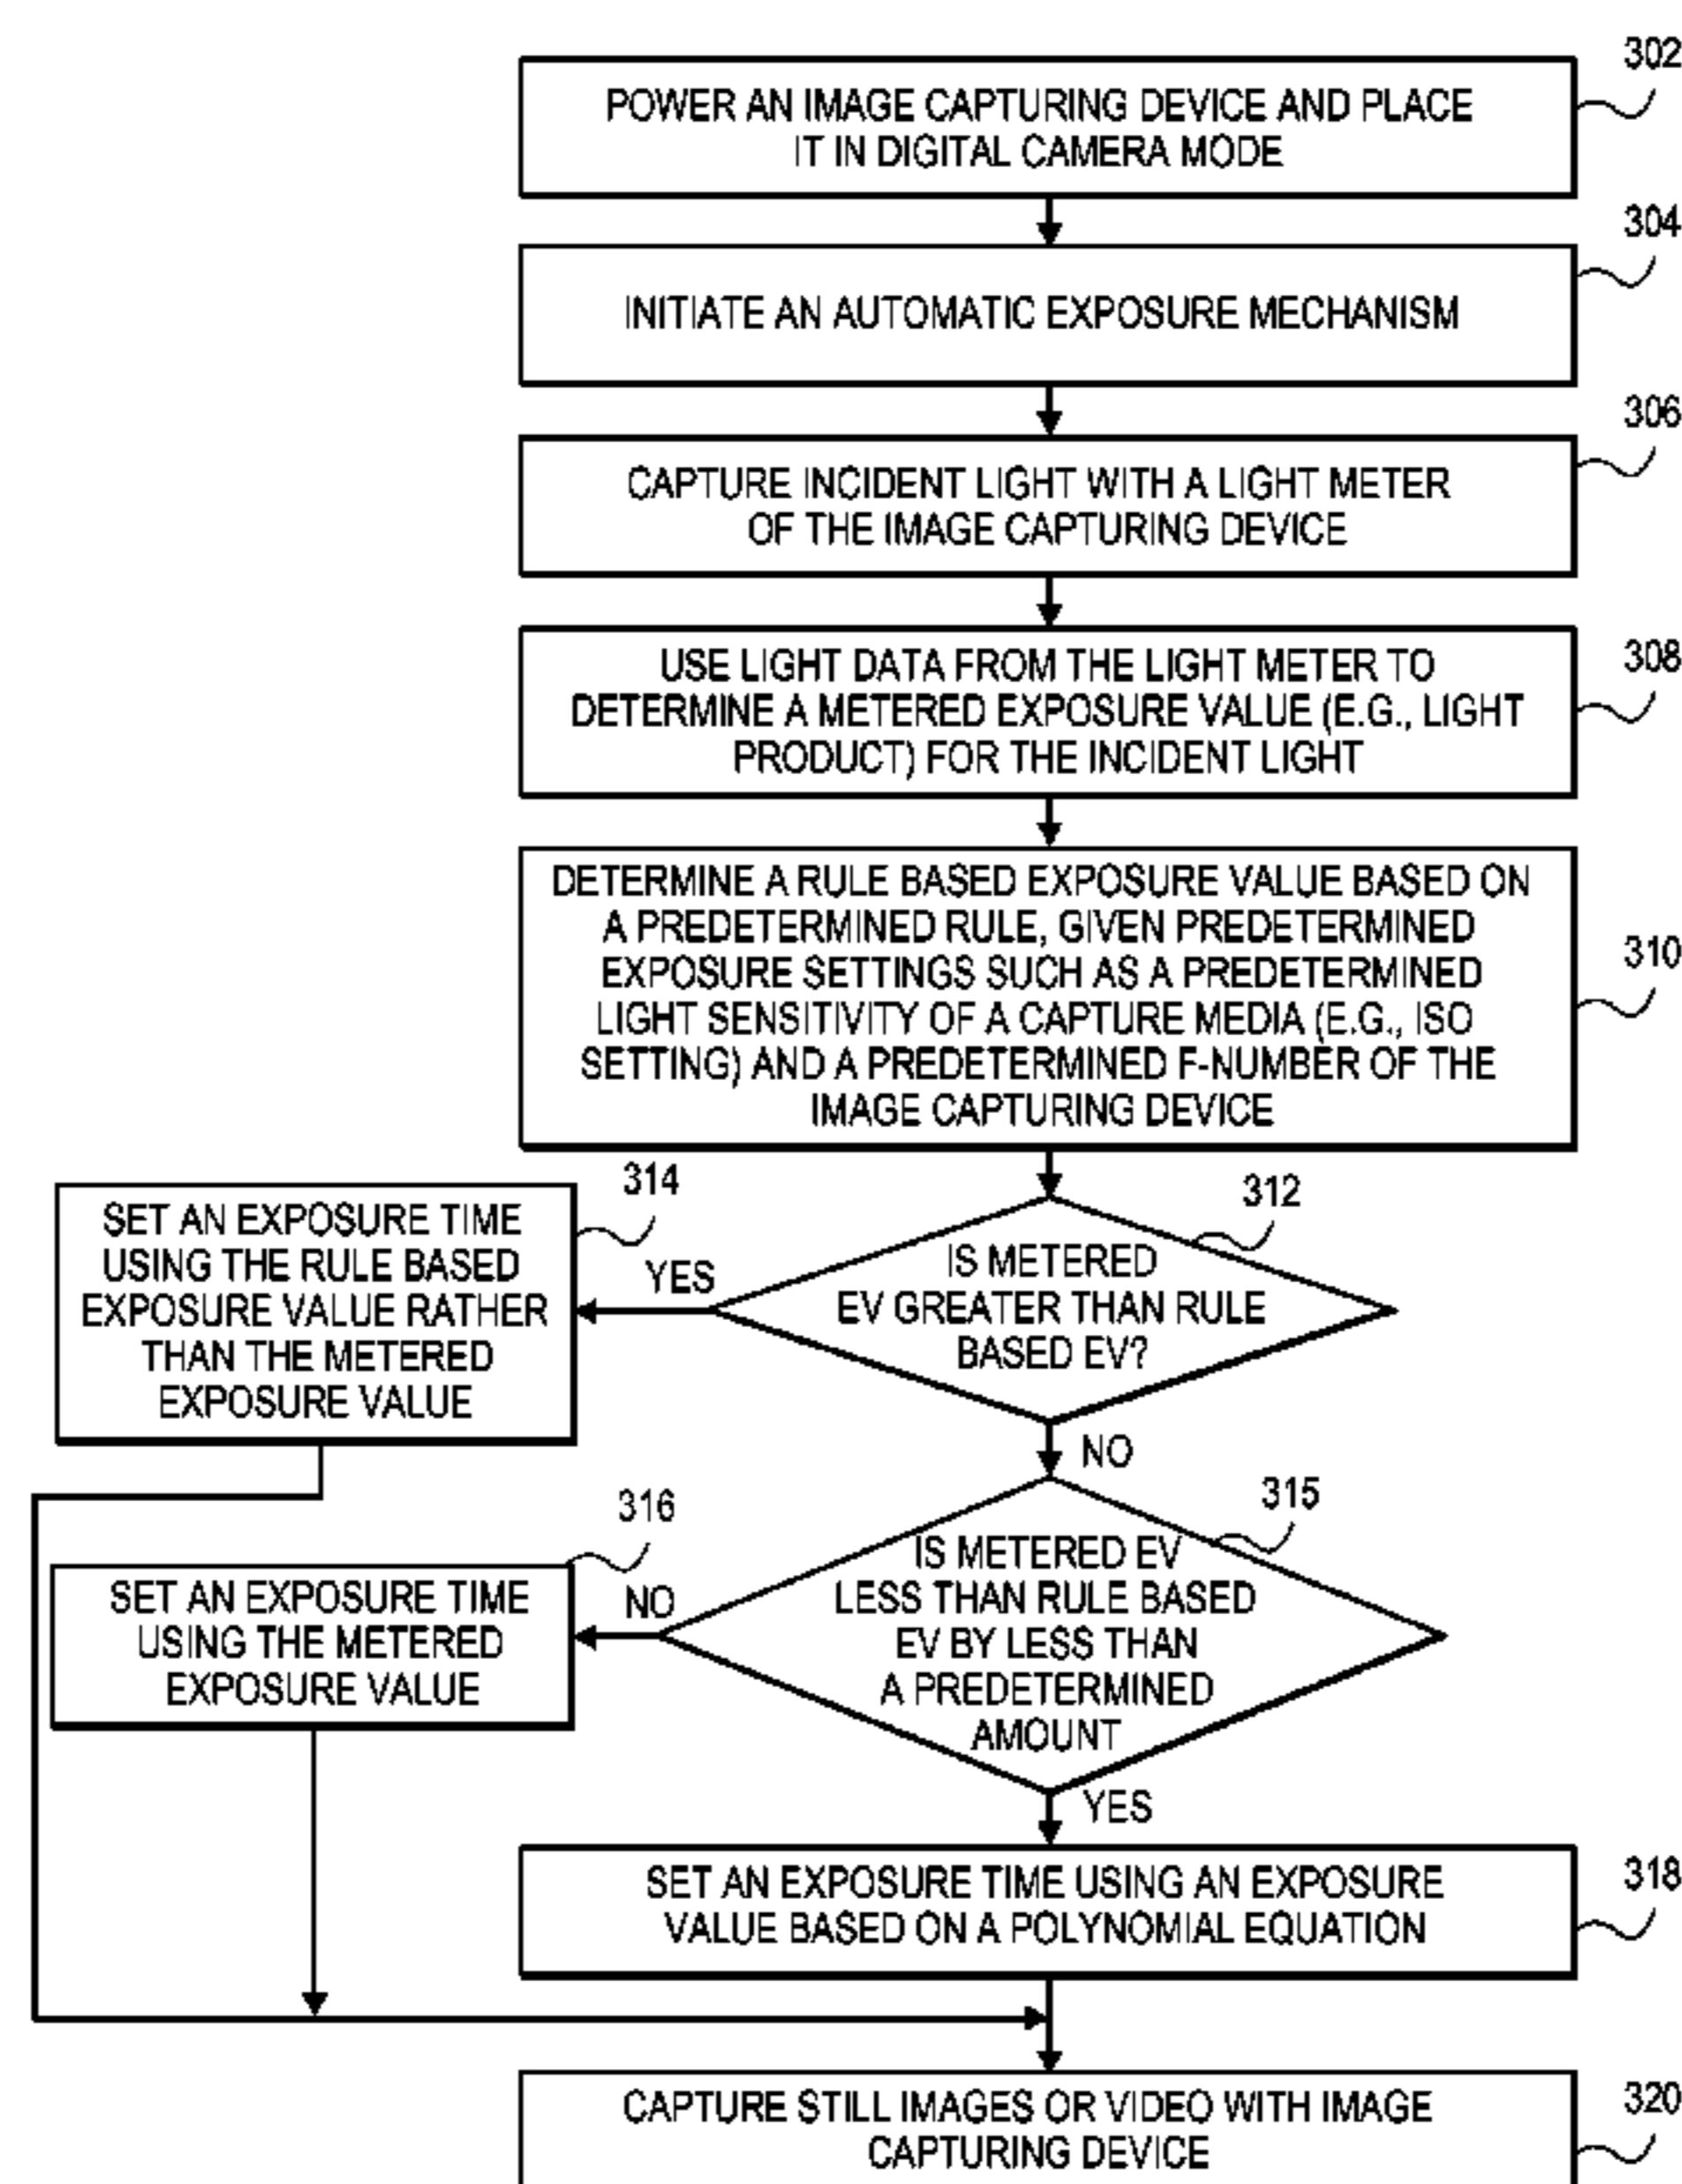 302
POWER AN IMAGE CAPTURING DEVICE AND PLACE
IT IN DIGITAL CAMERA MODE
304
INITIATE AN AUTOMATIC EXPOSURE MECHANISM
306
CAPTURE INCIDENT LIGHT WITH A LIGHT METER
OF THE IMAGE CAPTURING DEVICE
308
USE LIGHT DATA FROM THE LIGHT METER TO
DETERMINE A METERED EXPOSURE VALUE (E.G., LIGHT
PRODUCT) FOR THE INCIDENT LIGHT
310
DETERMINE A RULE BASED EXPOSURE VALUE BASED ON
A PREDETERMINED RULE, GIVEN PREDETERMINED
EXPOSURE SETTINGS SUCH AS A PREDETERMINED
LIGHT SENSITIVITY OF A CAPTURE MEDIA (E.G., ISO
SETTING) AND A PREDETERMINED F-NUMBER OF THE
IMAGE CAPTURING DEVICE
312
IS METERED
EV GREATER THAN RULE
BASED EV?
YES
314
SET AN EXPOSURE TIME
USING THE RULE BASED
EXPOSURE VALUE RATHER
THAN THE METERED
EXPOSURE VALUE
NO
315
IS METERED EV
LESS THAN RULE BASED
EV BY LESS THAN
A PREDETERMINED
AMOUNT
NO
316
SET AN EXPOSURE TIME
USING THE METERED
EXPOSURE VALUE
YES
318
SET AN EXPOSURE TIME USING AN EXPOSURE
VALUE BASED ON A POLYNOMIAL EQUATION
320
CAPTURE STILL IMAGES OR VIDEO WITH IMAGE
CAPTURING DEVICE